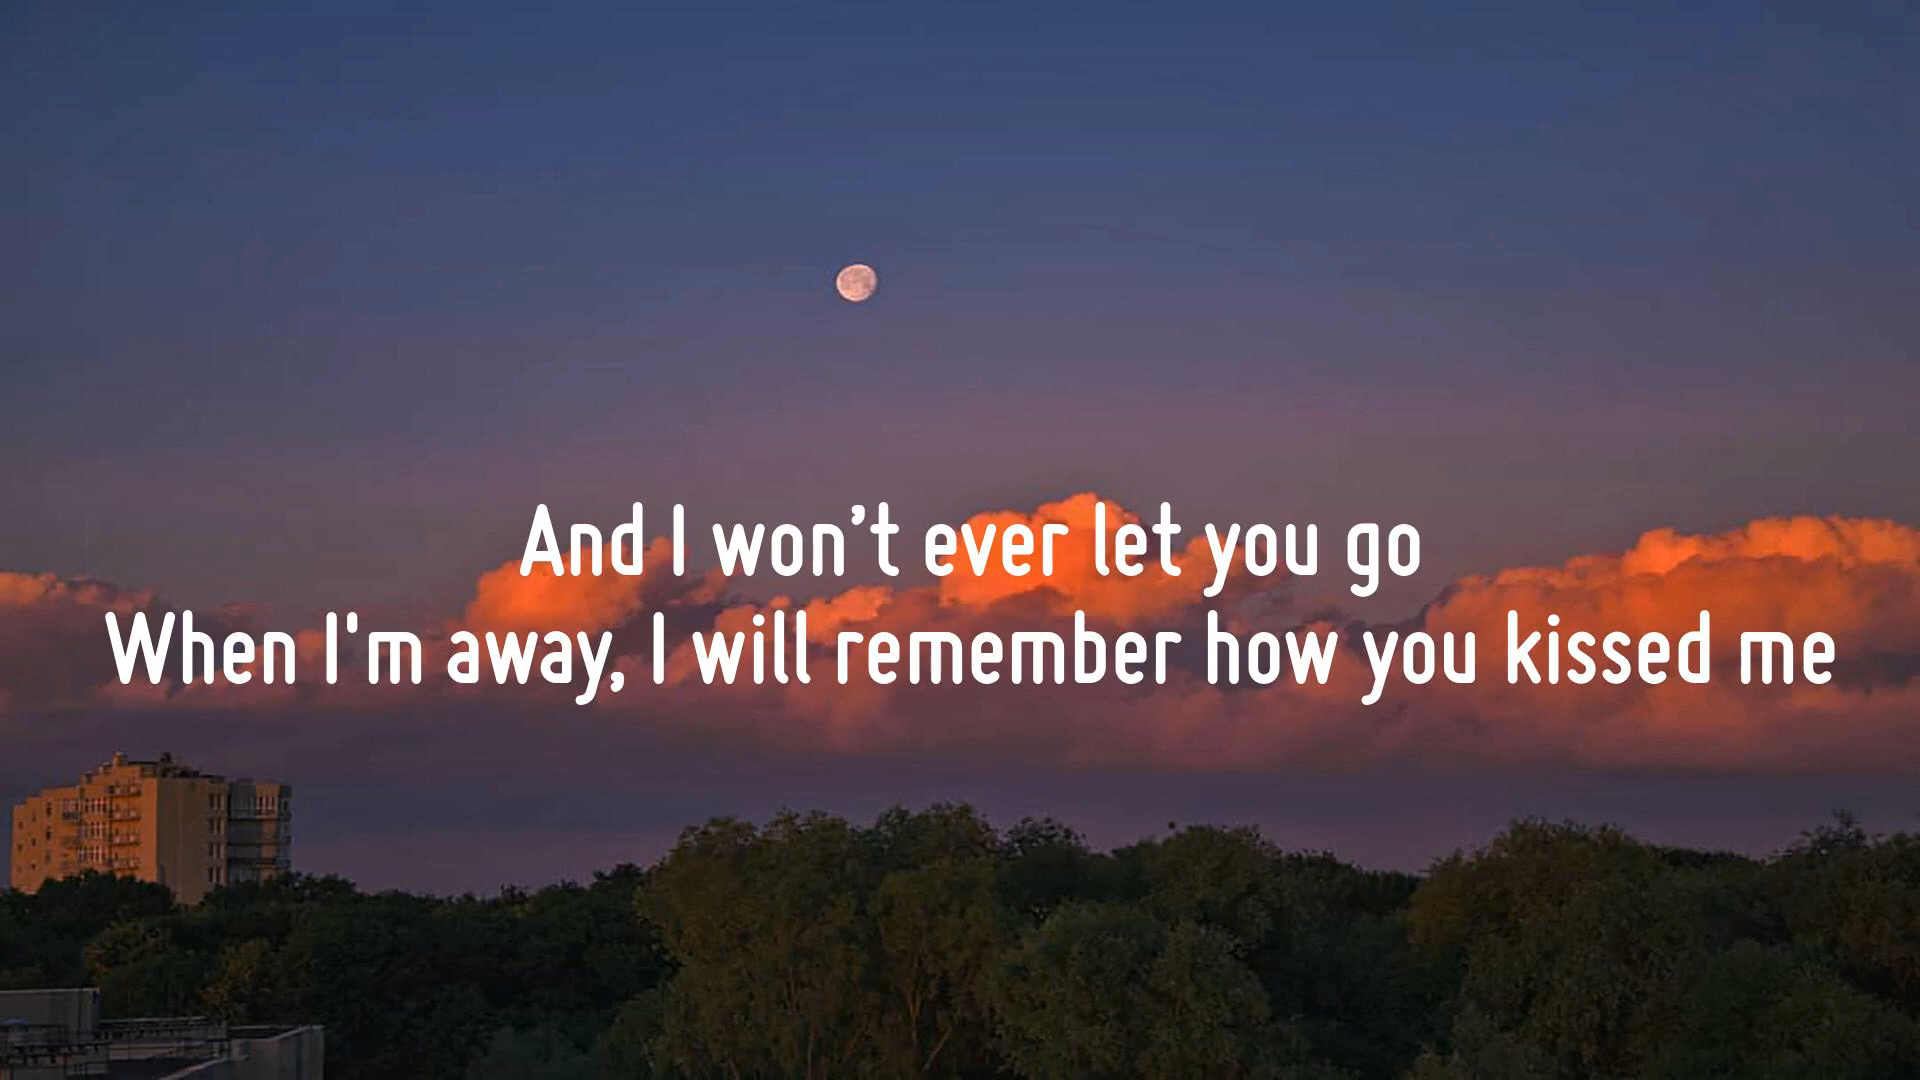 And I won’t ever let you go
When I'm away, I will remember how you kissed me